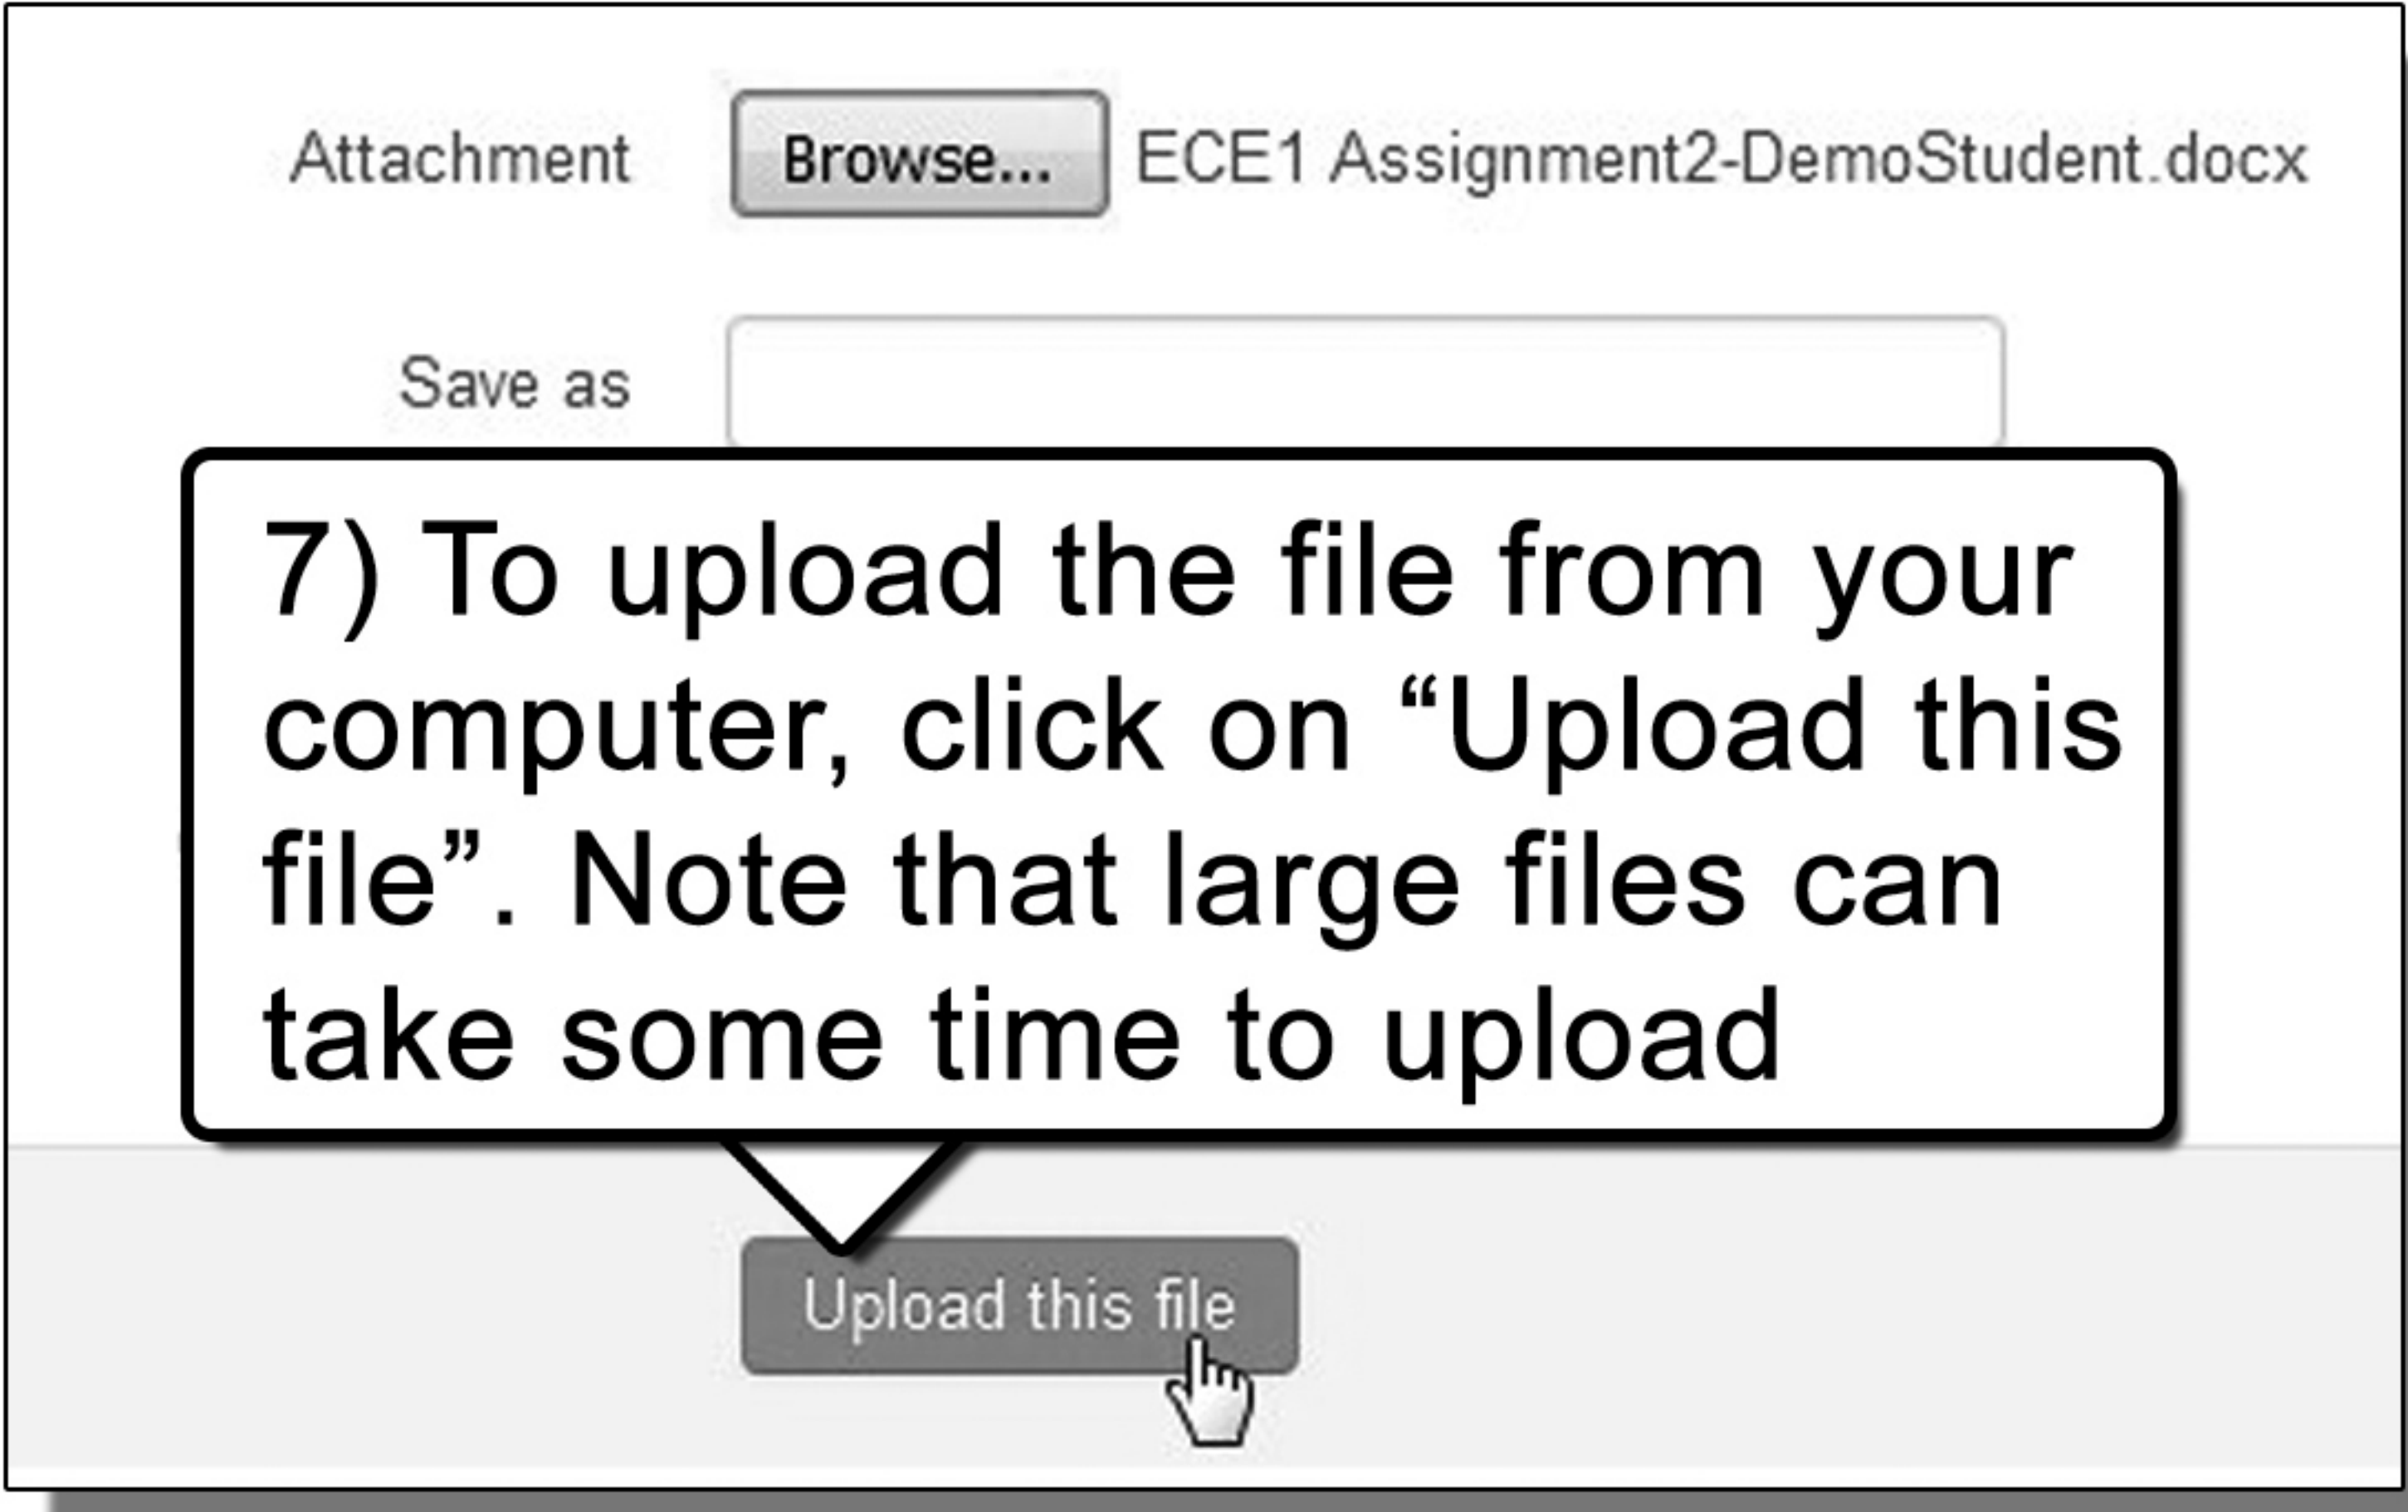 Attachment Browse... ECE1 Assignment2-DemoStudent.docx
Save as
7) To upload the file from your
computer, click on “Upload this
file”. Note that large files can
take some time to upload
Upload this file